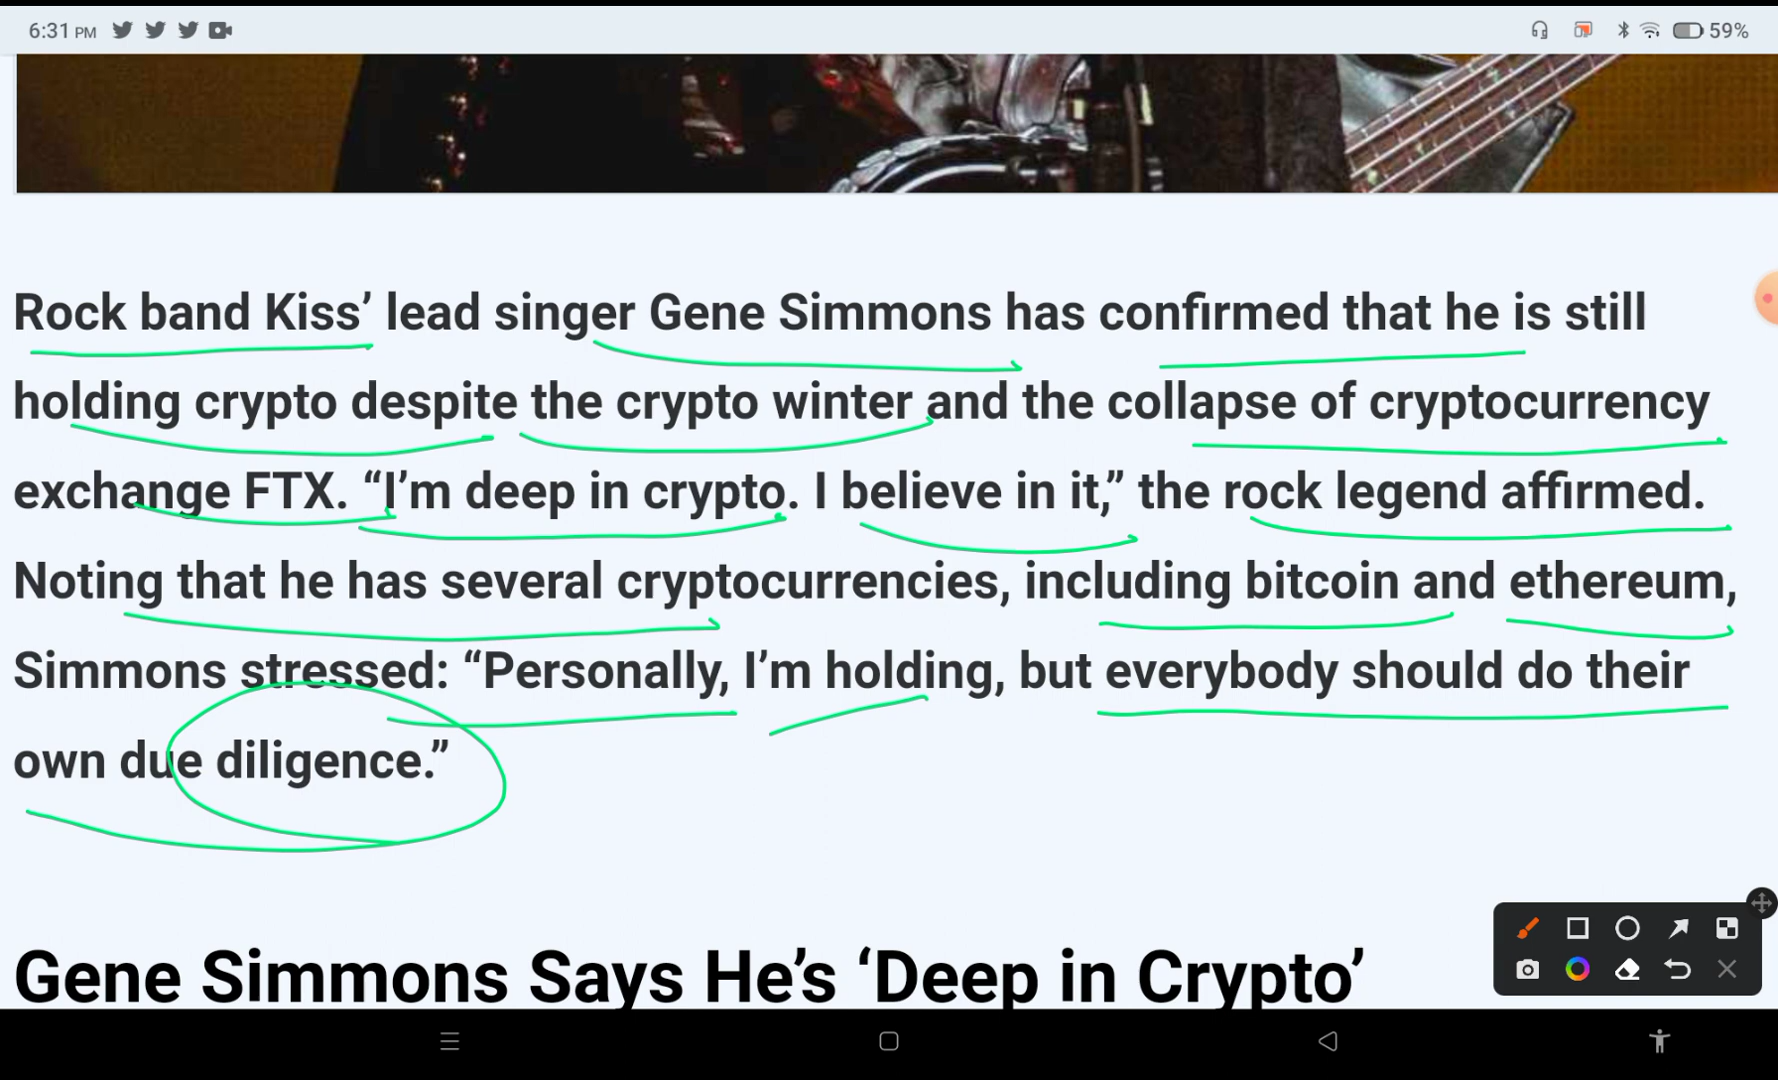 6:31 PM
59%
Rock band Kiss’ lead singer Gene Simmons has confirmed that he is still
holding crypto despite the crypto winter and the collapse of cryptocurrency
exchange FTX. “I’m deep in crypto. I believe in it,” the rock legend affirmed.
Noting that he has several cryptocurrencies, including bitcoin and ethereum,
Simmons stressed: “Personally, I’m holding, but everybody should do their
own due diligence.”
Gene Simmons Says He’s ‘Deep in Crypto’